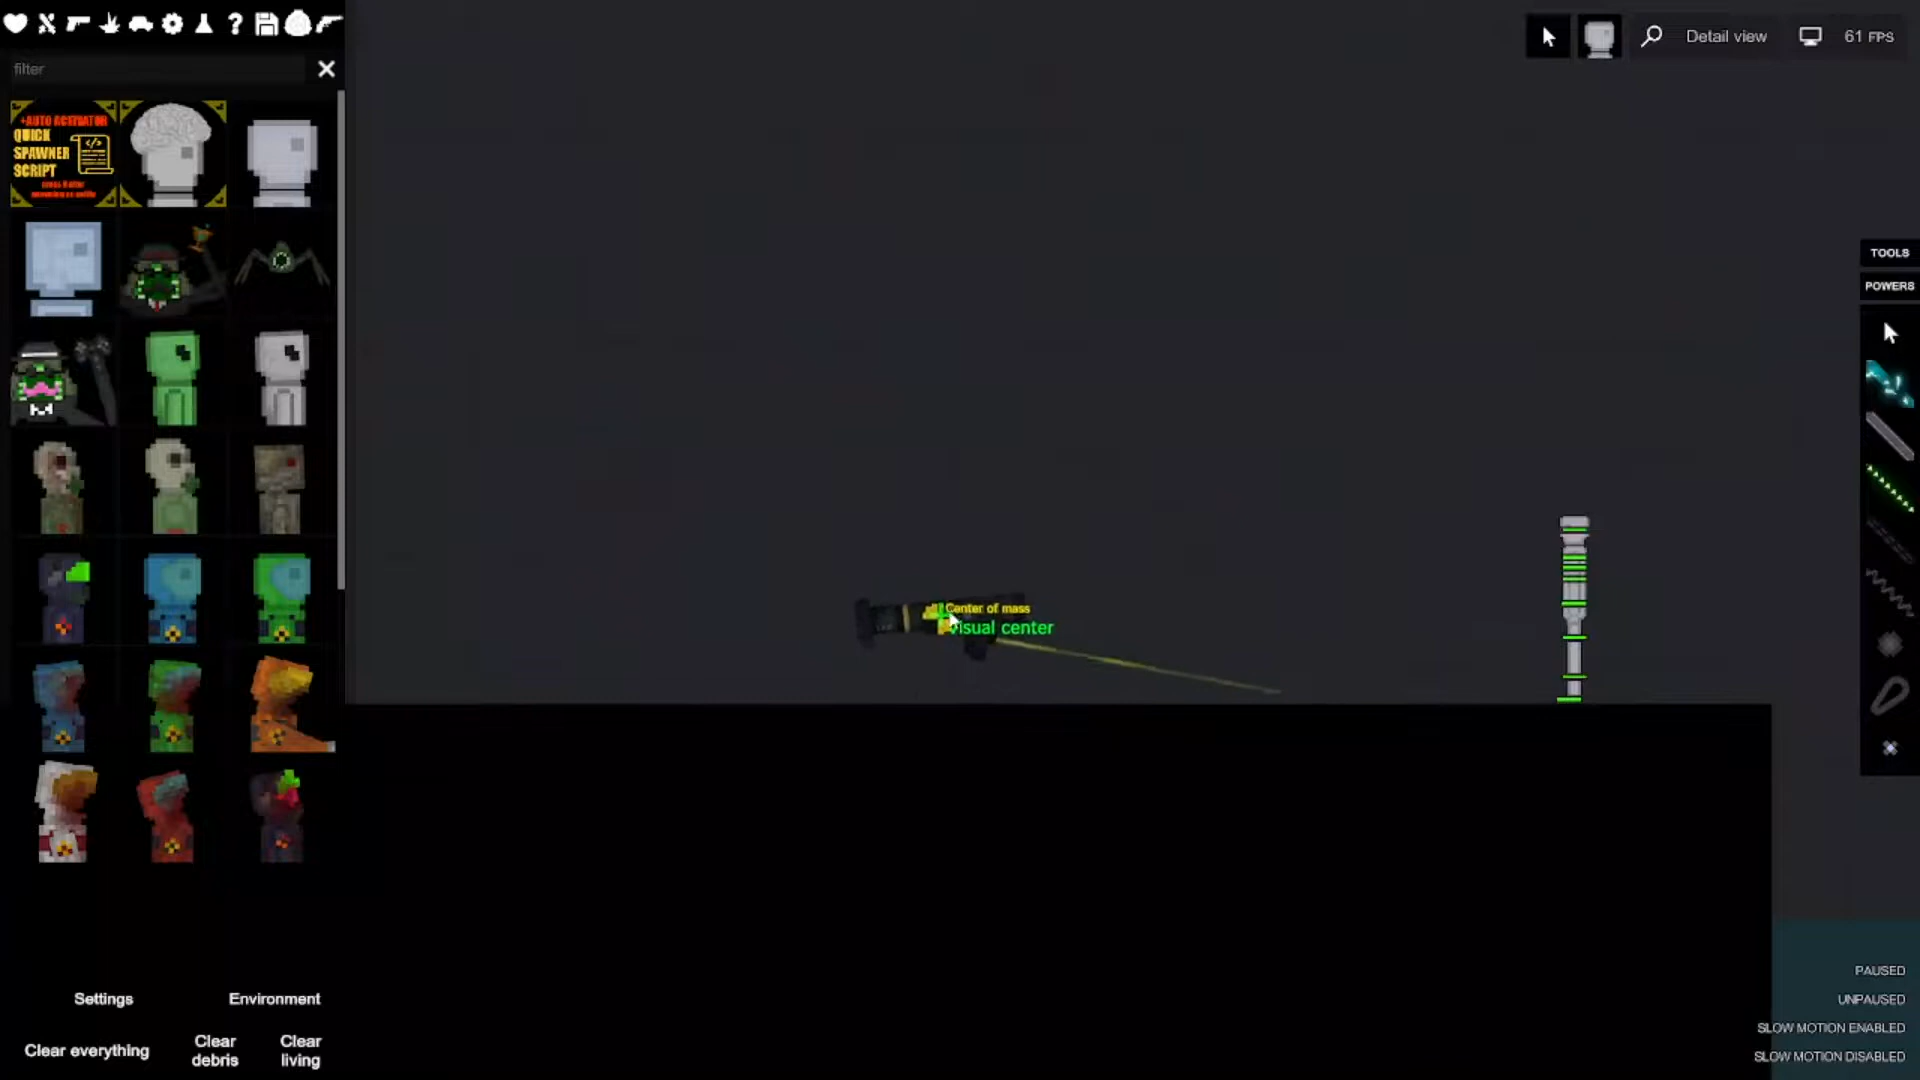 filter
Detail view
61 FPS
+AUTO ACTIVATOR
QUICK
SPAWNER
SCRIPT
TOOLS
POWERS
Center of mass
Visual center
Settings
Environment
Clear everything
Clear
debris
Clear
living
PAUSED
UNPAUSED
SLOW MOTION ENABLED
SLOW MOTION DISABLED